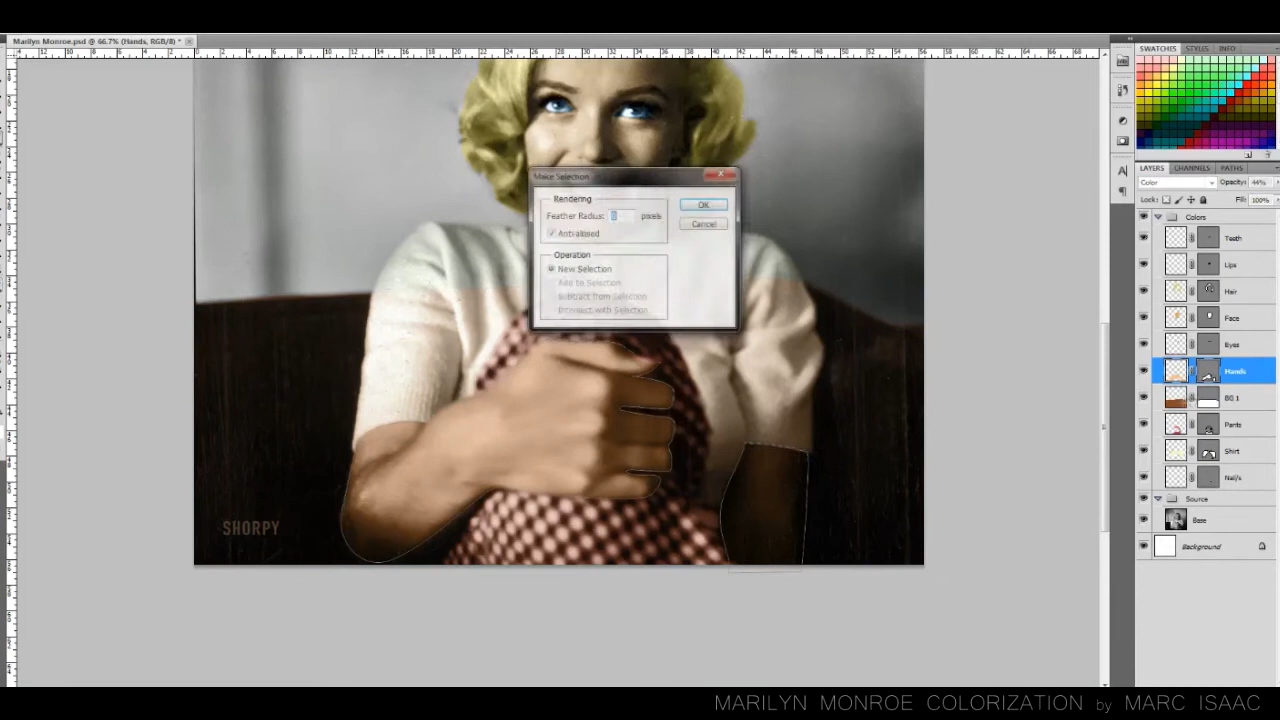 Marilyn Monroe.psd @ 66.7% (Hands, RGB/8) *
SWATCHES STYLES INFO
Make Selection
Rendering
Feather Radius: pixels
Anti-aliased
OK
Cancel
Operation
New Selection
Add to Selection
Subtract from Selection
Intersect with Selection
LAYERS CHANNELS PATHS
Color Opacity: 44%
Lock: Fill: 100%
Colors
Teeth
Lips
Hair
Face
Eyes
Hands
BG 1
Pants
Shirt
Nail/s
Source
Base
Background
SHORPY
MARILYN MONROE COLORIZATION by MARC ISAAC